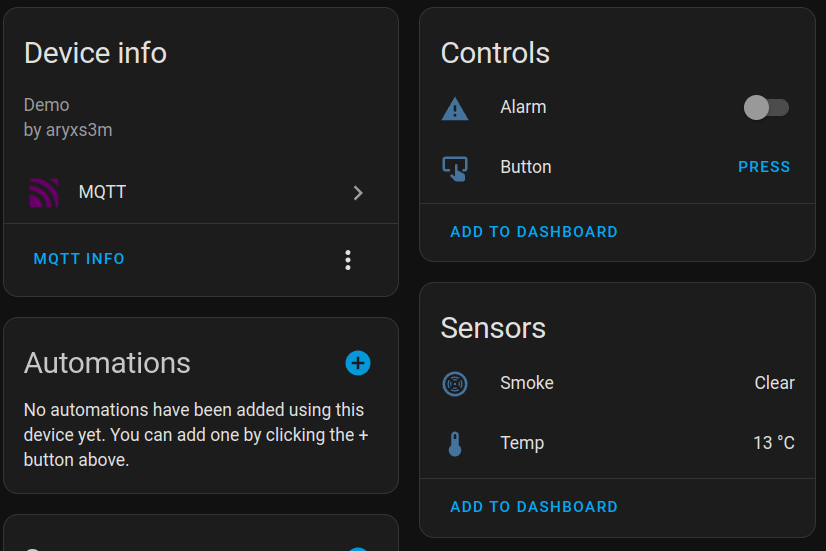 Device info
Demo
by aryxs3m
MQTT
MQTT INFO
Automations
No automations have been added using this
device yet. You can add one by clicking the +
button above.
Controls
Alarm
Button PRESS
ADD TO DASHBOARD
Sensors
Smoke Clear
Temp 13 °C
ADD TO DASHBOARD